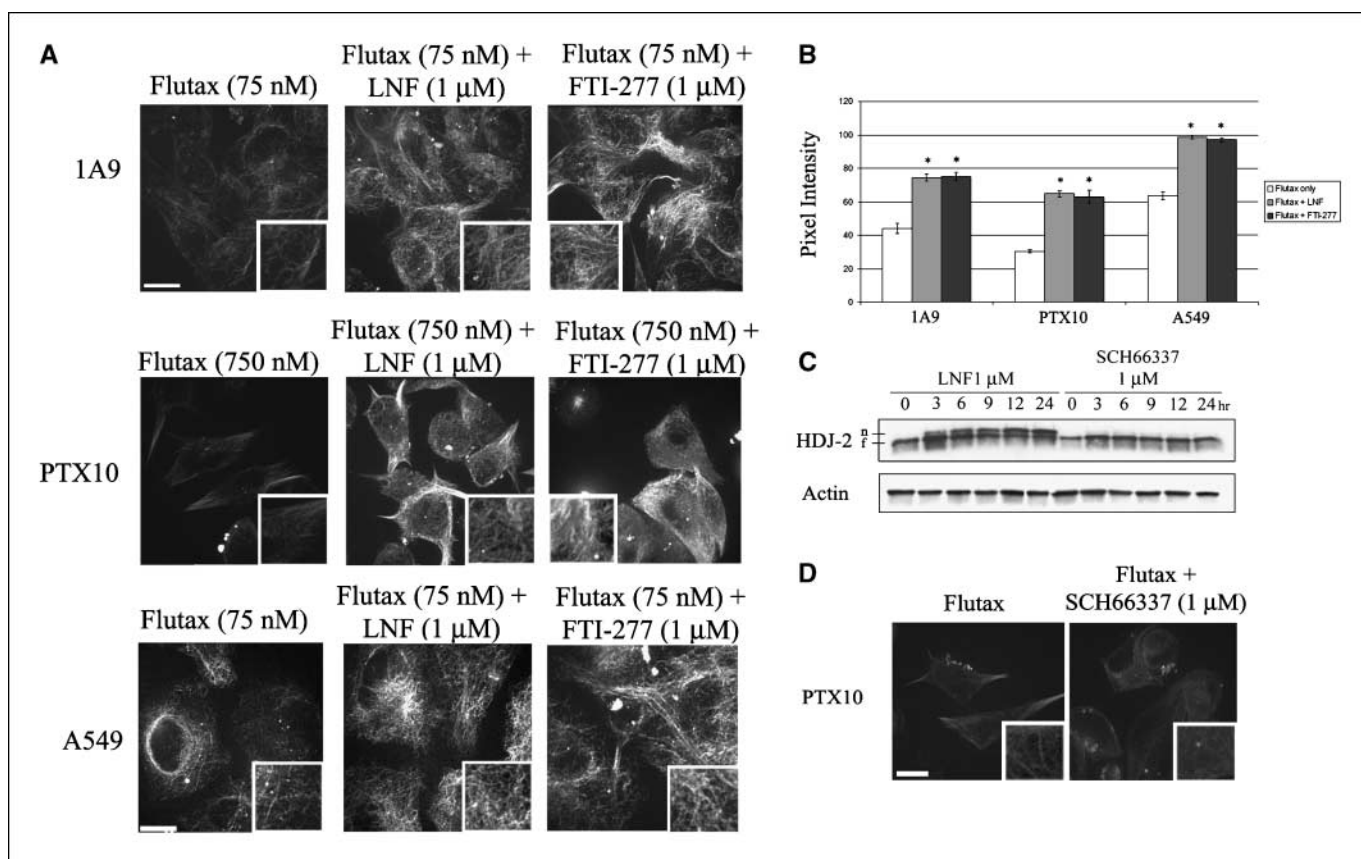 A
Flutax (75 nM)
Flutax (75 nM) +
LNF (1 μM)
Flutax (75 nM) +
FTI-277 (1 μM)
1A9
Flutax (750 nM)
Flutax (750 nM) +
LNF (1 μM)
Flutax (750 nM) +
FTI-277 (1 μM)
PTX10
Flutax (75 nM)
Flutax (75 nM) +
LNF (1 μM)
Flutax (75 nM) +
FTI-277 (1 μM)
A549
B
Pixel Intensity
120
100
80
60
40
20
0
* * * * * *
1A9 PTX10 A549
Flutax only
Flutax + LNF
Flutax + FTI-277
C
SCH66337
LNF1 μM 1 μM
0 3 6 9 12 24 0 3 6 9 12 24 hr
HDJ-2 n
f
Actin
D
Flutax
Flutax +
SCH66337 (1 μM)
PTX10